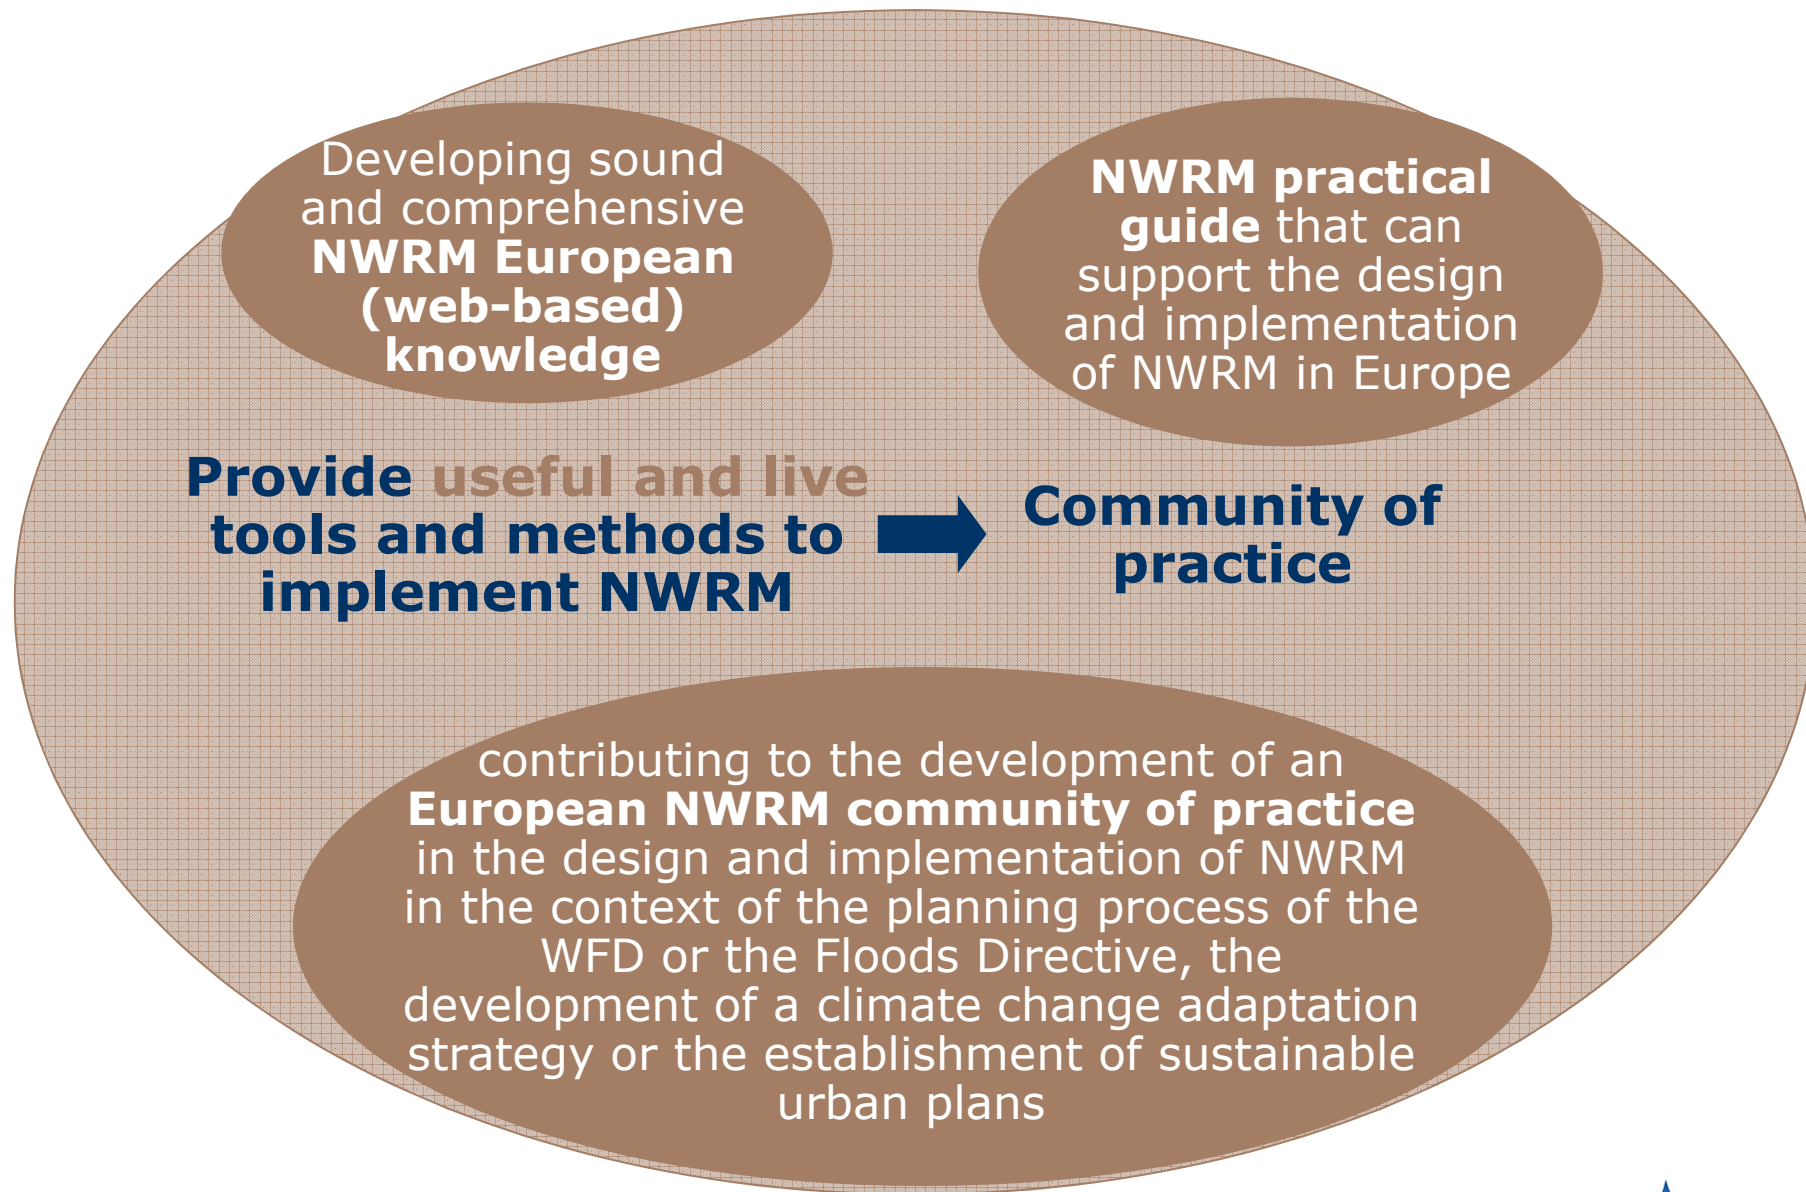 Developing sound
and comprehensive
NWRM European
(web-based)
knowledge
NWRM practical
guide that can
support the design
and implementation
of NWRM in Europe
Provide useful and live
tools and methods to
implement NWRM
Community of
practice
contributing to the development of an
European NWRM community of practice
in the design and implementation of NWRM
in the context of the planning process of the
WFD or the Floods Directive, the
development of a climate change adaptation
strategy or the establishment of sustainable
urban plans